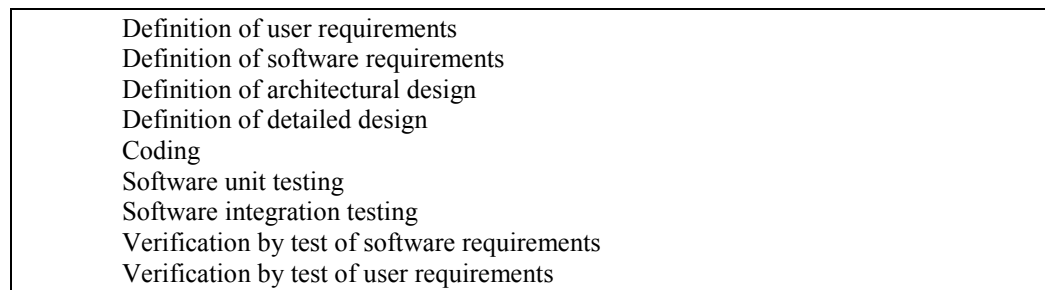 Definition of user requirements
Definition of software requirements
Definition of architectural design
Definition of detailed design
Coding
Software unit testing
Software integration testing
Verification by test of software requirements
Verification by test of user requirements